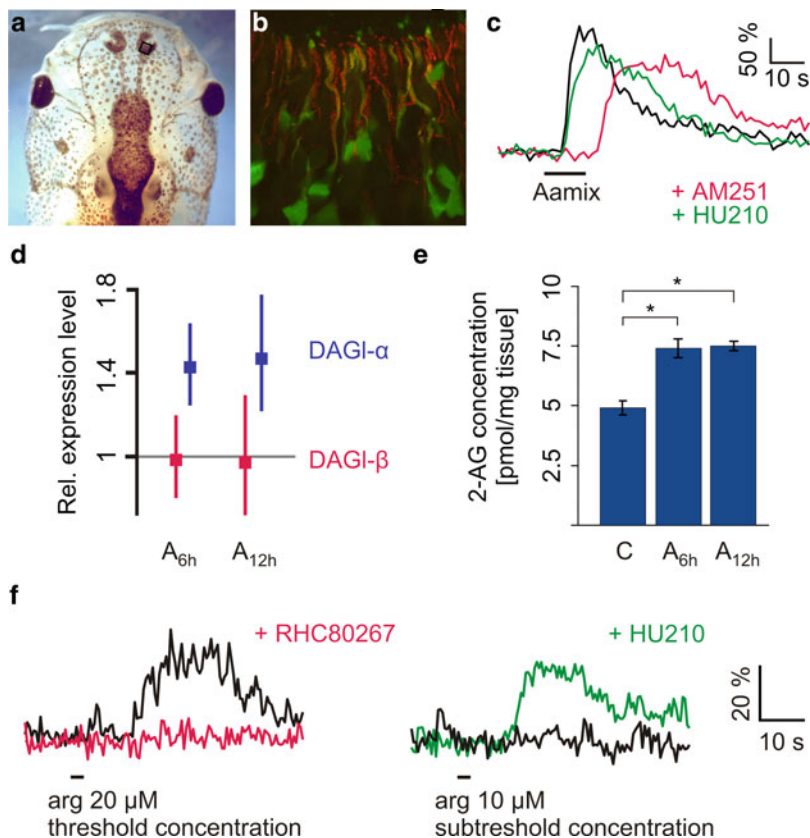 a
b
c
50 %
10 s
Aamix
+ AM251
+ HU210
d
Rel. expression level
1.8
1.4
1
DAGl-α
DAGl-β
A6h
A12h
e
2-AG concentration
[pmol/mg tissue]
10
7.5
5
2.5
*
*
C
A6h
A12h
f
+ RHC80267
+ HU210
20 %
10 s
arg 20 µM
threshold concentration
arg 10 µM
subtreshold concentration